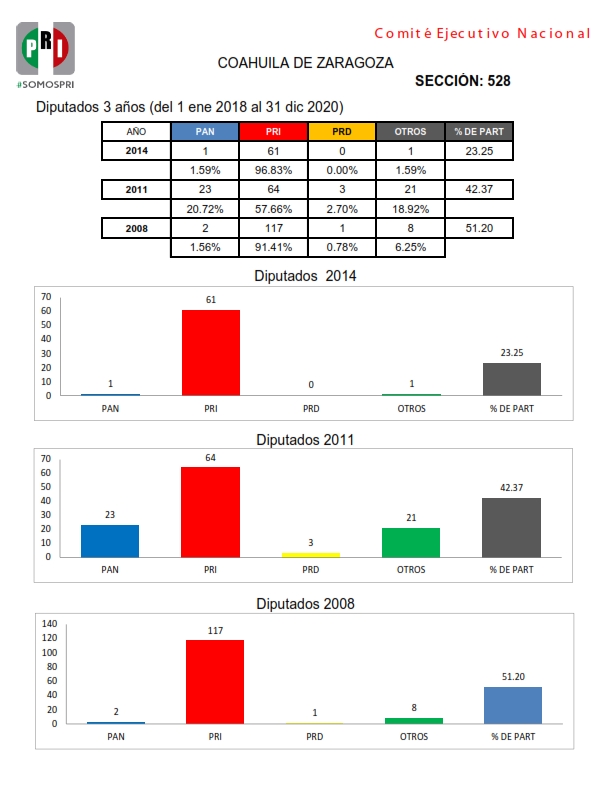 Comité Ejecutivo Nacional
PRI
#SOMOSPRI
COAHUILA DE ZARAGOZA
SECCIÓN: 528
Diputados 3 años (del 1 ene 2018 al 31 dic 2020)
AÑO PAN PRI PRD OTROS % DE PART
2014 1 61 0 1 23.25
1.59% 96.83% 0.00% 1.59%
2011 23 64 3 21 42.37
20.72% 57.66% 2.70% 18.92%
2008 2 117 1 8 51.20
1.56% 91.41% 0.78% 6.25%
Diputados 2014
70
60
50
40
30
20
10
0
1 61 0 1 23.25
PAN PRI PRD OTROS % DE PART
Diputados 2011
70
60
50
40
30
20
10
0
23 64 3 21 42.37
PAN PRI PRD OTROS % DE PART
Diputados 2008
140
120
100
80
60
40
20
0
2 117 1 8 51.20
PAN PRI PRD OTROS % DE PART